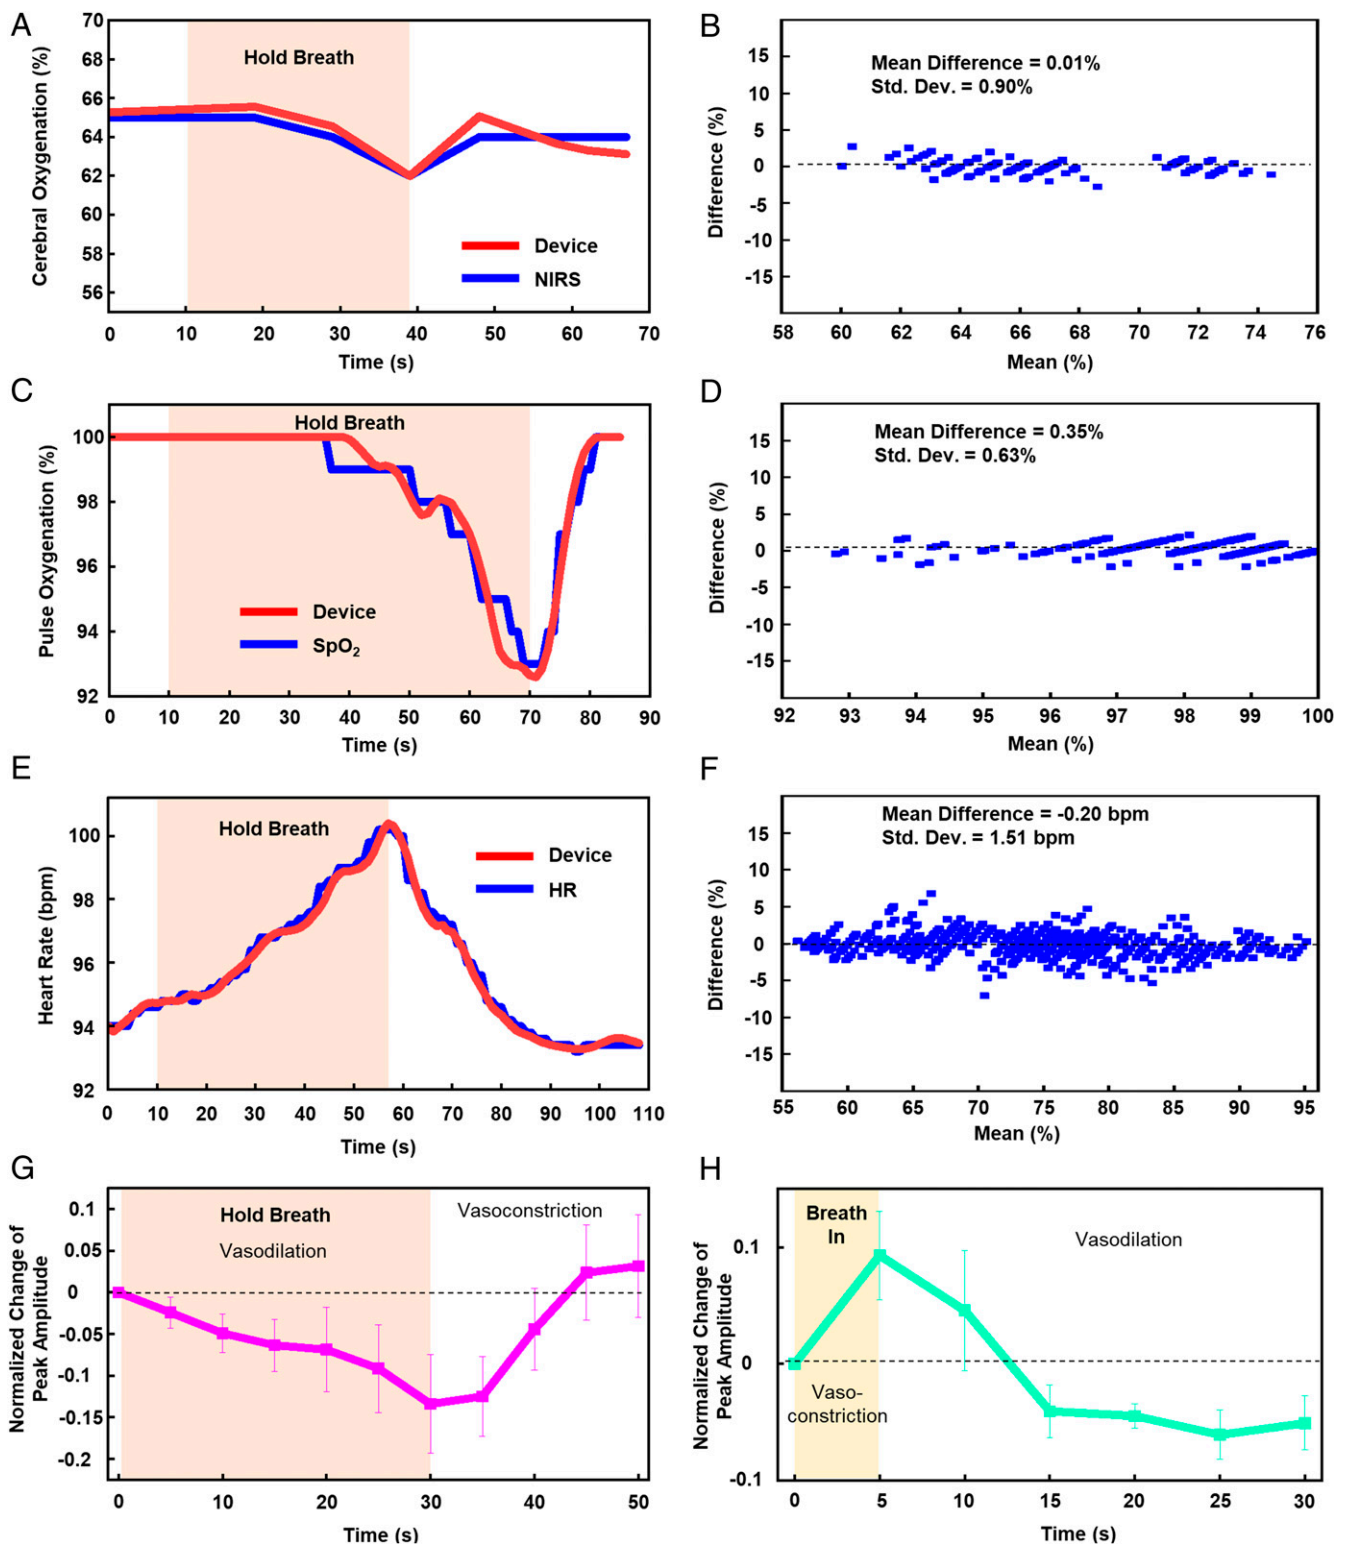 A
70
68
66
64
62
60
58
56
Cerebral Oxygenation (%)
Hold Breath
Device
NIRS
0 10 20 30 40 50 60 70
Time (s)
B
15
10
5
0
-5
-10
-15
Difference (%)
Mean Difference = 0.01%
Std. Dev. = 0.90%
58 60 62 64 66 68 70 72 74 76
Mean (%)
C
100
98
96
94
92
Pulse Oxygenation (%)
Hold Breath
Device
SpO₂
0 10 20 30 40 50 60 70 80 90
Time (s)
D
15
10
5
0
-5
-10
-15
Difference (%)
Mean Difference = 0.35%
Std. Dev. = 0.63%
92 93 94 95 96 97 98 99 100
Mean (%)
E
100
98
96
94
92
Heart Rate (bpm)
Hold Breath
Device
HR
0 10 20 30 40 50 60 70 80 90 100 110
Time (s)
F
15
10
5
0
-5
-10
-15
Difference (%)
Mean Difference = -0.20 bpm
Std. Dev. = 1.51 bpm
55 60 65 70 75 80 85 90 95
Mean (%)
G
0.1
0.05
0
-0.05
-0.1
-0.15
-0.2
Normalized Change of
Peak Amplitude
Hold Breath
Vasodilation
Vasoconstriction
0 10 20 30 40 50
Time (s)
H
0.1
0
-0.1
Normalized Change of
Peak Amplitude
Breath
In
Vasodilation
Vaso-
constriction
0 5 10 15 20 25 30
Time (s)